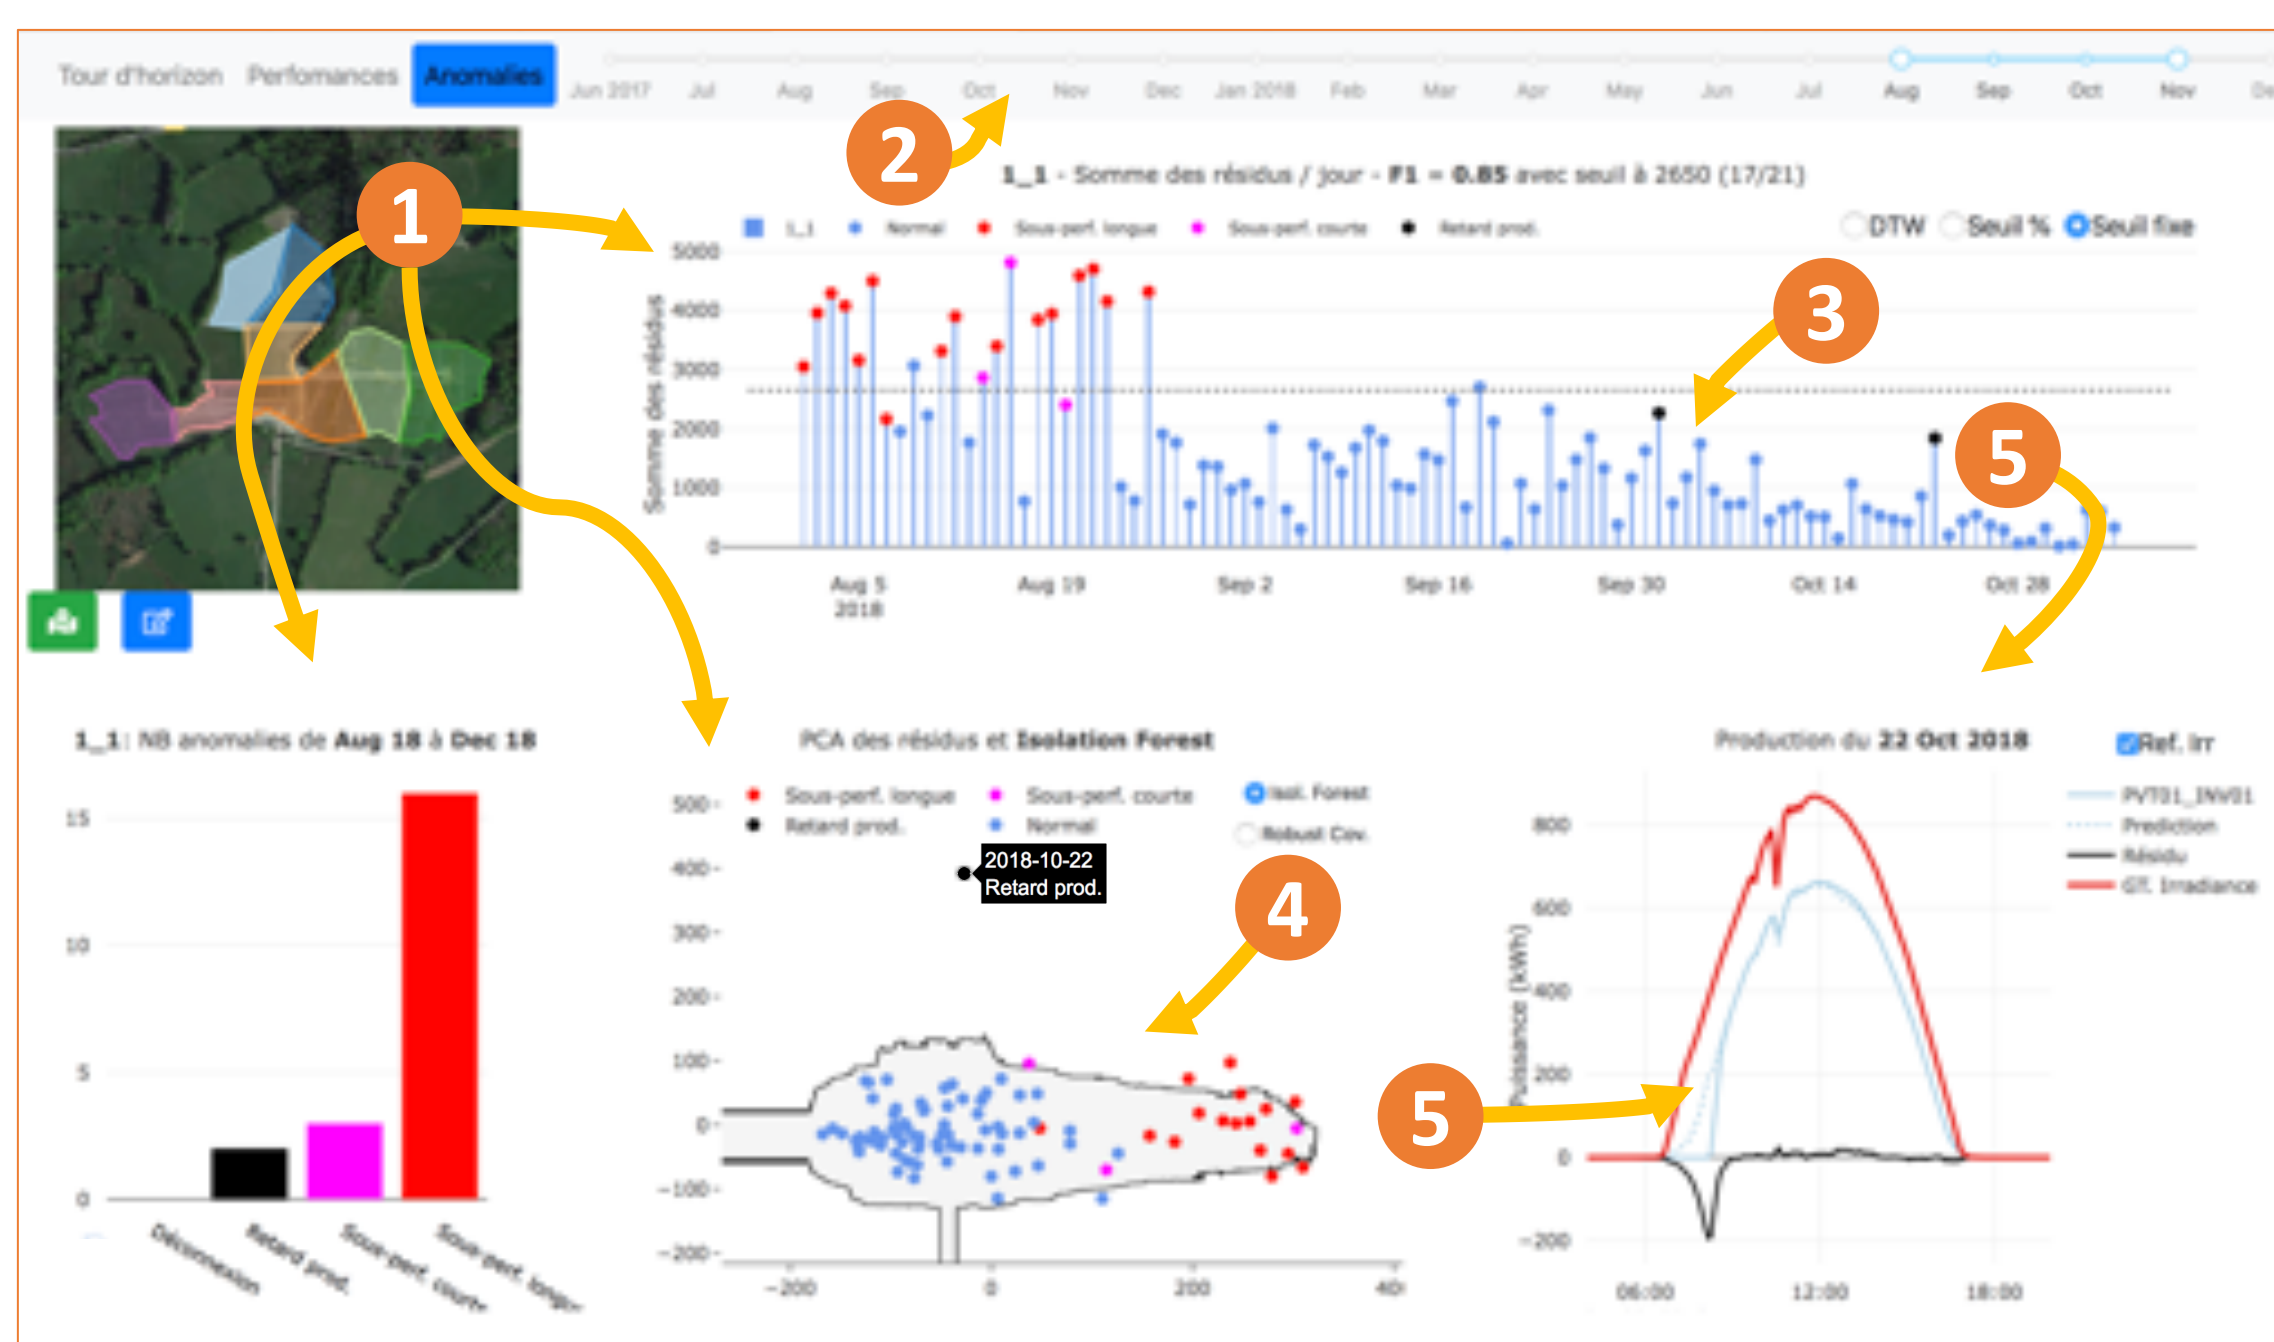 Tour d'horizon Perfomances Anomalies
Jun 2017 Jul Aug Sep Oct Nov Dec Jan 2018 Feb Mar Apr May Jun Jul Aug Sep Oct Nov De
1
2
1_1 - Somme des résidus / jour - F1 = 0.85 avec seuil à 2650 (17/21)
1_1 Normal Sous-perf. longue Sous-perf. courte Retard prod.
DTW Seuil % Seuil fixe
Somme des résidus
5000
4000
3000
2000
1000
0
Aug 5 Aug 19 Sep 2 Sep 16 Sep 30 Oct 14 Oct 28
2018
3
5
1_1: NB anomalies de Aug 18 à Dec 18
15
10
5
0
Déconnexion
Retard prod.
Sous-perf. courte
Sous-perf. longue
PCA des résidus et Isolation Forest
Sous-perf. longue Sous-perf. courte
Retard prod. Normal
Isol. Forest
Robust Cov.
2018-10-22
Retard prod.
4
500
400
300
200
100
0
-100
-200
-200 0 200 40
Production du 22 Oct 2018
Ref. Irr
PVT01_INV01
Prediction
Résidu
GT. Irradiance
Puissance (kWh)
800
600
400
200
0
-200
06:00 12:00 18:00
5